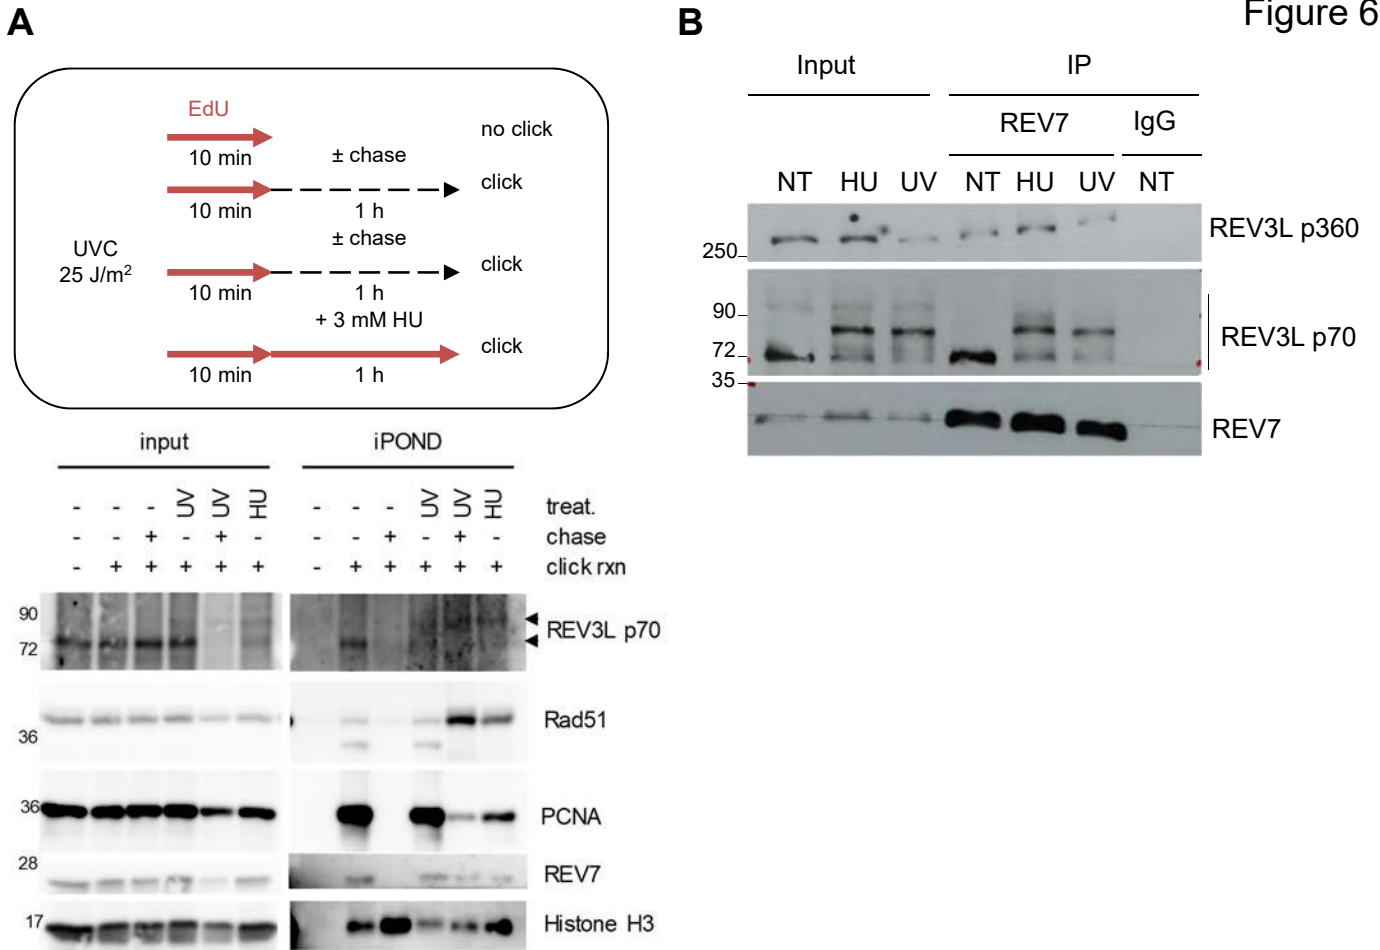 Figure 6
A
EdU
10 min
no click
± chase
10 min
1 h
click
UVC
25 J/m2
± chase
10 min
1 h
click
+ 3 mM HU
10 min
1 h
click
input
iPOND
- - - UV UV HU - - - UV UV HU treat.
- - + - + - - - + - + - chase
- + + + + + - + + + + + click rxn
90
72
REV3L p70
36
Rad51
36
PCNA
28
REV7
17
Histone H3
B
Input
IP
REV7
IgG
NT HU UV NT HU UV NT
250
REV3L p360
90
72
REV3L p70
35
REV7